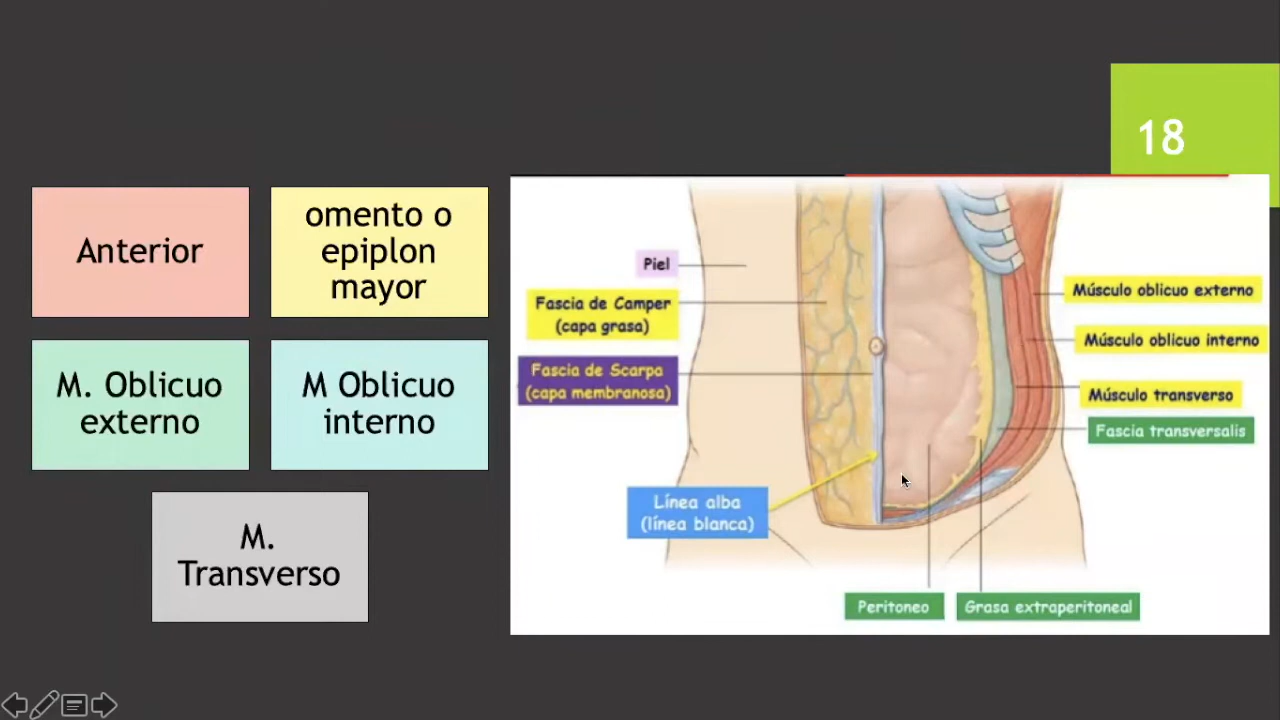 18
Anterior
omento o
epiplon
mayor
M. Oblicuo
externo
M Oblicuo
interno
M.
Transverso
Piel
Fascia de Camper
(capa grasa)
Fascia de Scarpa
(capa membranosa)
Línea alba
(línea blanca)
Músculo oblicuo externo
Músculo oblicuo interno
Músculo transverso
Fascia transversalis
Peritoneo
Grasa extraperitoneal